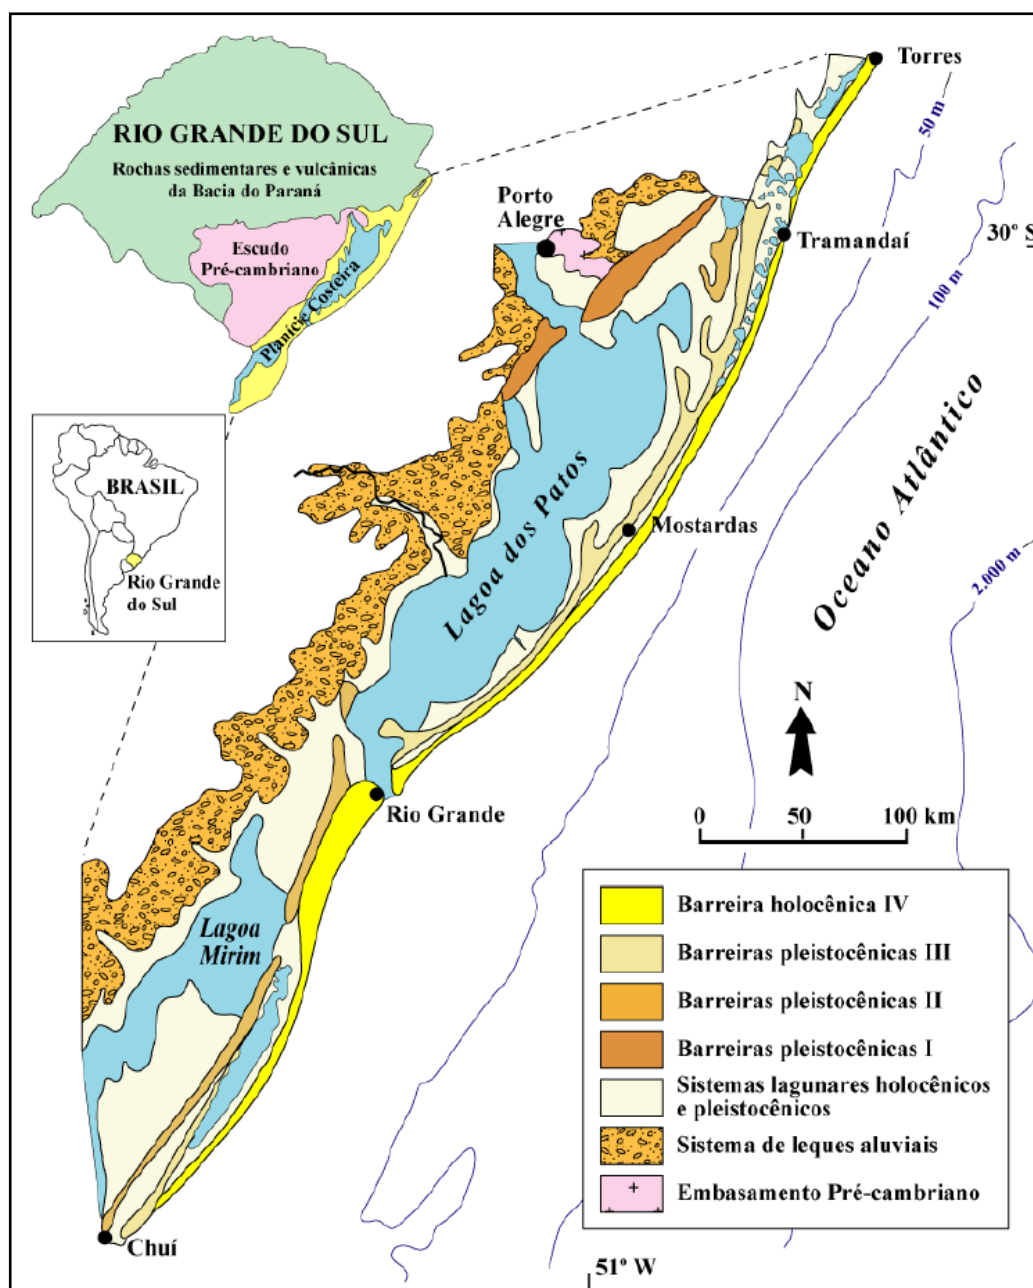 RIO GRANDE DO SUL
Rochas sedimentares e vulcânicas
da Bacia do Paraná
Escudo
Pré-cambriano
Planície Costeira
BRASIL
Rio Grande
do Sul
Torres
50 m
Porto
Alegre
Tramandaí
30º S
100 m
Lagoa dos Patos
Mostardas
Oceano Atlântico
2.000 m
N
Rio Grande
0 50 100 km
Lagoa
Mirim
Chuí
Barreira holocênica IV
Barreiras pleistocênicas III
Barreiras pleistocênicas II
Barreiras pleistocênicas I
Sistemas lagunares holocênicos
e pleistocênicos
Sistema de leques aluviais
Embasamento Pré-cambriano
51º W